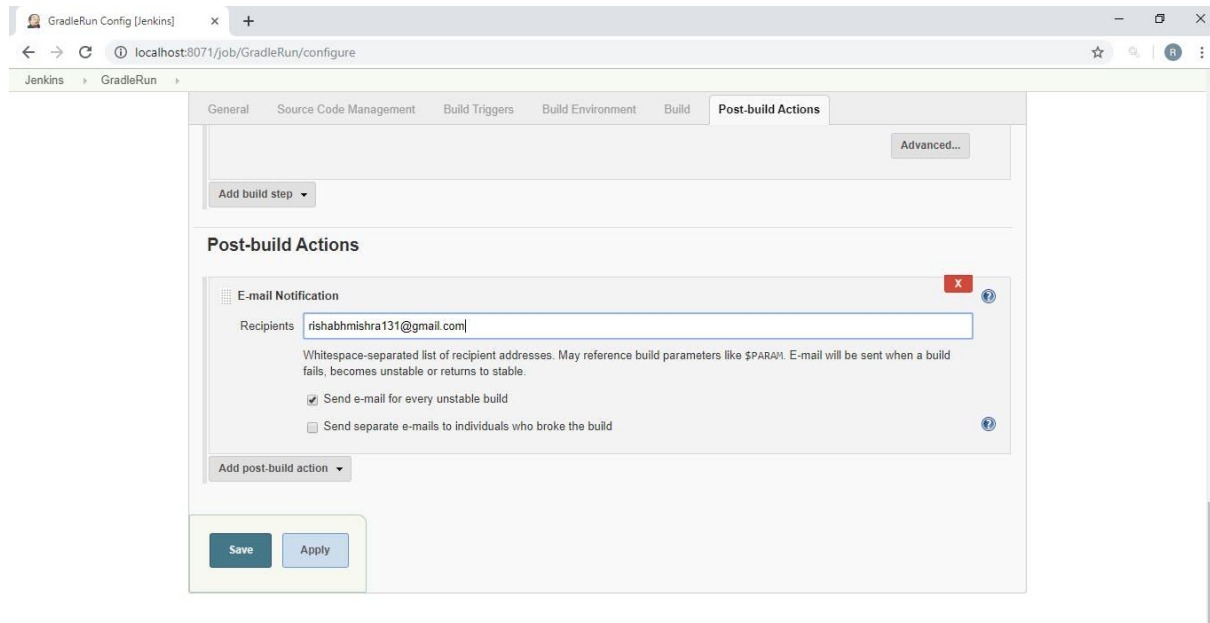 GradleRun Config [Jenkins]
localhost:8071/job/GradleRun/configure
R
Jenkins GradleRun
General Source Code Management Build Triggers Build Environment Build Post-build Actions
Advanced...
Add build step
Post-build Actions
X
E-mail Notification
Recipients rishabhmishra131@gmail.com
Whitespace-separated list of recipient addresses. May reference build parameters like $PARAM. E-mail will be sent when a build
fails, becomes unstable or returns to stable.
Send e-mail for every unstable build
Send separate e-mails to individuals who broke the build
Add post-build action
Save Apply